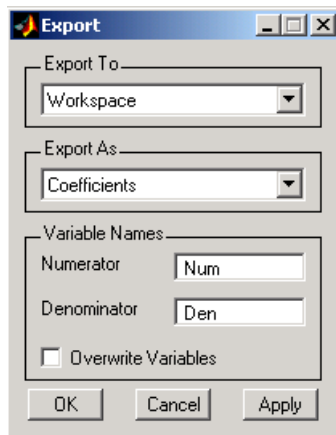 Export
Export To
Workspace
Export As
Coefficients
Variable Names
Numerator Num
Denominator Den
Overwrite Variables
OK Cancel Apply